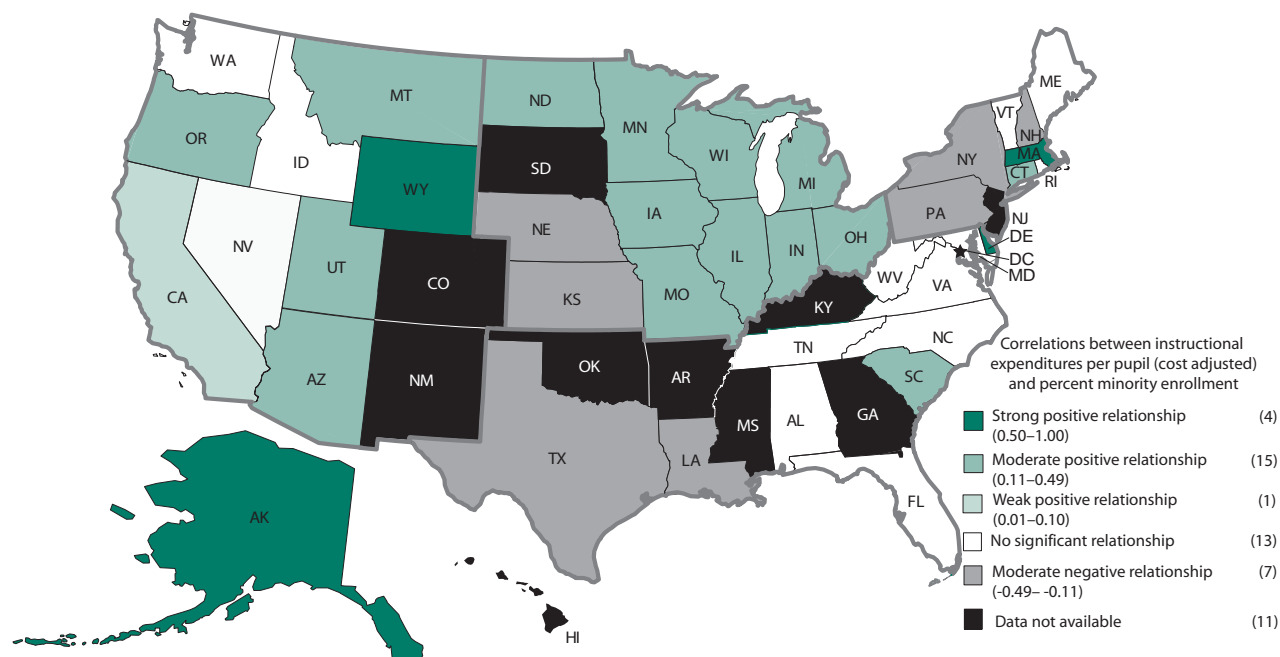 WA
MT
ND
MN
ME
VT
NH
OR
ID
WY
SD
WI
MI
NY
MA
CT
RI
NV
UT
CO
NE
IA
IL
IN
OH
PA
NJ
DE
DC
MD
CA
KS
MO
KY
WV
VA
AZ
NM
OK
AR
TN
NC
SC
TX
LA
MS
AL
GA
FL
AK
HI
Correlations between instructional
expenditures per pupil (cost adjusted)
and percent minority enrollment
Strong positive relationship (4)
(0.50–1.00)
Moderate positive relationship (15)
(0.11–0.49)
Weak positive relationship (1)
(0.01–0.10)
No significant relationship (13)
Moderate negative relationship (7)
(-0.49– -0.11)
Data not available (11)